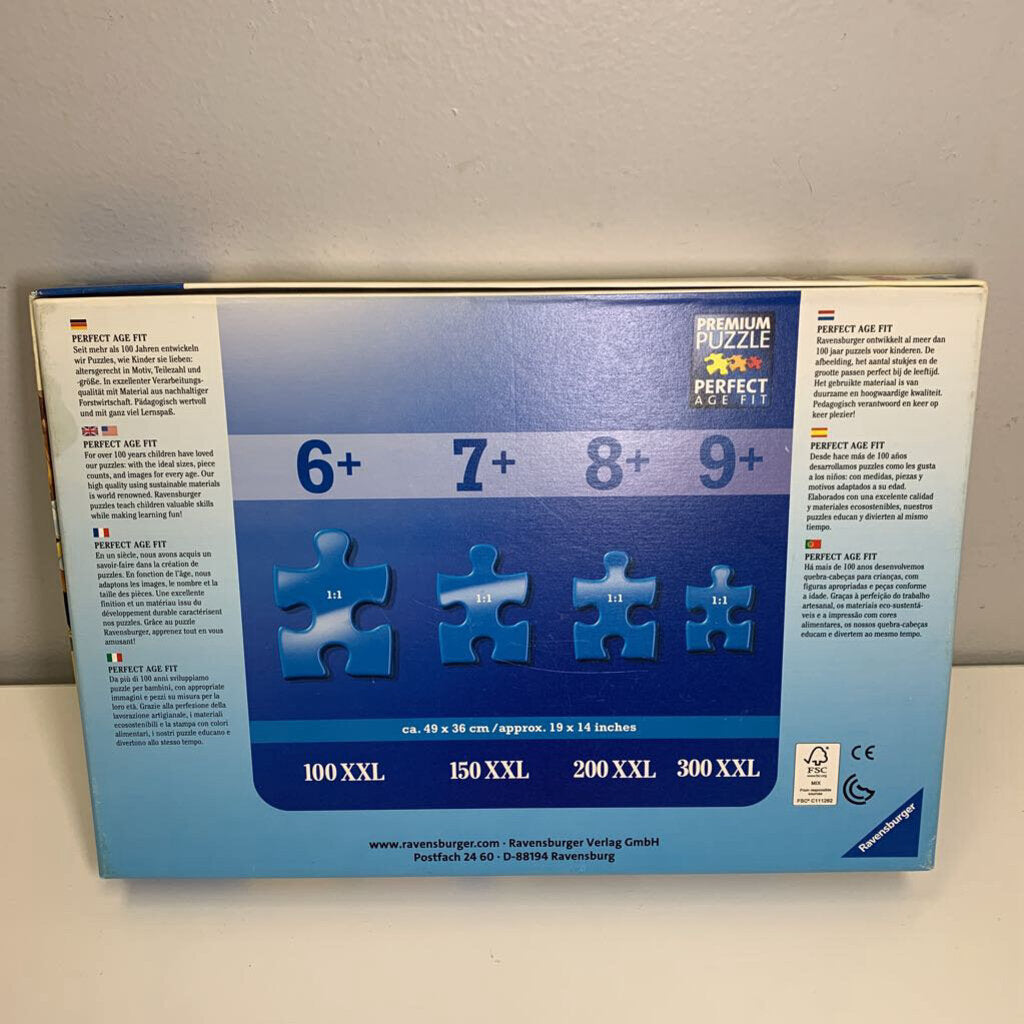 PERFECT AGE FIT
Seit mehr als 100 Jahren entwickeln
wir Puzzles, wie Kinder sie lieben:
altersgerecht in Motiv, Teilezahl und
-größe. In exzellenter Verarbeitungs-
qualität mit Material aus nachhaltiger
Forstwirtschaft. Pädagogisch wertvoll
und mit ganz viel Lernspaß.
PERFECT AGE FIT
For over 100 years children have loved
our puzzles: with the ideal sizes, piece
counts, and images for every age. Our
high quality using sustainable materials
is world renowned. Ravensburger
puzzles teach children valuable skills
while making learning fun!
PERFECT AGE FIT
En un siècle, nous avons acquis un
savoir-faire dans la création de
puzzles. En fonction de l'âge, nous
adaptons les images, le nombre et la
taille des pièces. Une excellente
finition et un matériau issu du
développement durable caractérisent
nos puzzles. Grâce au puzzle
Ravensburger, apprenez tout en vous
amusant!
PERFECT AGE FIT
Da più di 100 anni sviluppiamo
puzzle per bambini, con appropriate
immagini e pezzi su misura per la
loro età. Grazie alla perfezione della
lavorazione artigianale, i materiali
ecosostenibili e la stampa con colori
alimentari, i nostri puzzle educano e
divertono allo stesso tempo.
PREMIUM
PUZZLE
PERFECT
AGE FIT
6+ 7+ 8+ 9+
1:1 1:1 1:1 1:1
ca. 49 x 36 cm/approx. 19 x 14 inches
100 XXL 150 XXL 200 XXL 300 XXL
PERFECT AGE FIT
Ravensburger ontwikkelt al meer dan
100 jaar puzzels voor kinderen. De
afbeelding, het aantal stukjes en de
grootte passen perfect bij de leeftijd.
Het gebruikte materiaal is van
duurzame en hoogwaardige kwaliteit.
Pedagogisch verantwoord en keer op
keer plezier!
PERFECT AGE FIT
Desde hace más de 100 años
desarrollamos puzzles como les gusta
a los niños: con medidas, piezas y
motivos adaptados a su edad.
Elaborados con una excelente calidad
y materiales ecosostenibles, nuestros
puzzles educan y divierten al mismo
tiempo.
PERFECT AGE FIT
Há mais de 100 anos desenvolvemos
quebra-cabeças para crianças, com
figuras apropriadas e peças conforme
a idade. Graças à perfeição do trabalho
artesanal, os materiais eco-sustentá-
veis e a impressão com cores
alimentares, os nossos quebra-cabeças
educam e divertem ao mesmo tempo.
FSC
www.fsc.org
MIX
From responsible
sources
FSC® C111262
CE
Ravensburger
www.ravensburger.com · Ravensburger Verlag GmbH
Postfach 24 60 · D-88194 Ravensburg